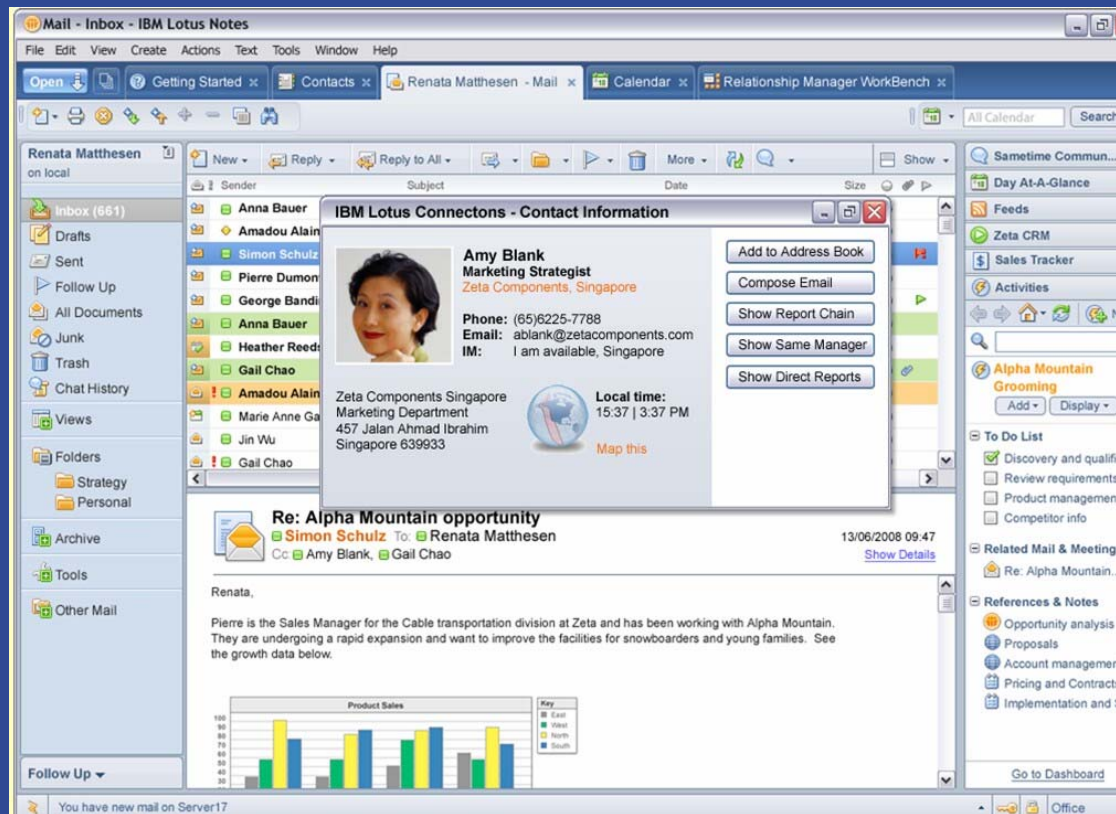 Mail - Inbox - IBM Lotus Notes
File Edit View Create Actions Text Tools Window Help
Open Getting Started Contacts Renata Matthesen - Mail Calendar Relationship Manager WorkBench
All Calendar Search
Renata Matthesen
on local
Inbox (661)
Drafts
Sent
Follow Up
All Documents
Junk
Trash
Chat History
Views
Folders
Strategy
Personal
Archive
Tools
Other Mail
Follow Up
New Reply Reply to All More Show
Sender Subject Date Size
Anna Bauer
Amadou Alain
Simon Schulz
Pierre Dumon
George Bandi
Anna Bauer
Heather Reed
Gail Chao
Amadou Alain
Marie Anne Ga
Jin Wu
Gail Chao
IBM Lotus Connectons - Contact Information
Amy Blank
Marketing Strategist
Zeta Components, Singapore
Phone: (65)6225-7788
Email: ablank@zetacomponents.com
IM: I am available, Singapore
Zeta Components Singapore
Marketing Department
457 Jalan Ahmad Ibrahim
Singapore 639933
Local time:
15:37 | 3:37 PM
Map this
Add to Address Book
Compose Email
Show Report Chain
Show Same Manager
Show Direct Reports
Re: Alpha Mountain opportunity
Simon Schulz To: Renata Matthesen
Cc: Amy Blank, Gail Chao
13/06/2008 09:47
Show Details
Renata,
Pierre is the Sales Manager for the Cable transportation division at Zeta and has been working with Alpha Mountain.
They are undergoing a rapid expansion and want to improve the facilities for snowboarders and young families. See
the growth data below.
Product Sales
100
90
80
70
60
50
40
30
Key
East
West
North
South
Sametime Commun...
Day At-A-Glance
Feeds
Zeta CRM
Sales Tracker
Activities
Alpha Mountain
Grooming
Add Display
To Do List
Discovery and qualifi
Review requirements
Product managemen
Competitor info
Related Mail & Meeting
Re: Alpha Mountain..
References & Notes
Opportunity analysis
Proposals
Account managemen
Pricing and Contracts
Implementation and
Go to Dashboard
You have new mail on Server17
Office